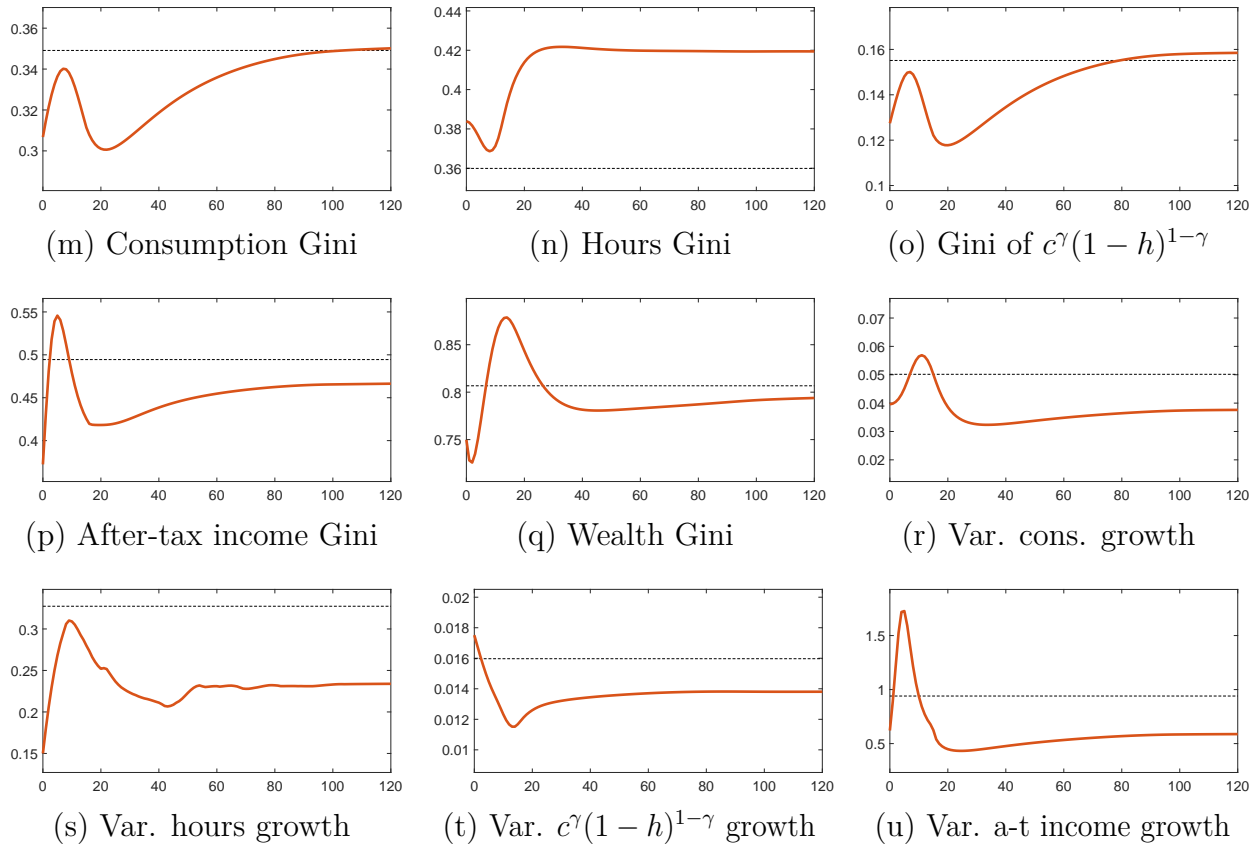 0.36
0.34
0.32
0.3
0 20 40 60 80 100 120
(m) Consumption Gini
0.44
0.42
0.4
0.38
0.36
0 20 40 60 80 100 120
(n) Hours Gini
0.16
0.14
0.12
0.1
0 20 40 60 80 100 120
(o) Gini of c^γ(1 − h)^{1−γ}
0.55
0.5
0.45
0.4
0 20 40 60 80 100 120
(p) After-tax income Gini
0.85
0.8
0.75
0 20 40 60 80 100 120
(q) Wealth Gini
0.07
0.06
0.05
0.04
0.03
0.02
0 20 40 60 80 100 120
(r) Var. cons. growth
0.3
0.25
0.2
0.15
0 20 40 60 80 100 120
(s) Var. hours growth
0.02
0.018
0.016
0.014
0.012
0.01
0 20 40 60 80 100 120
(t) Var. c^γ(1 − h)^{1−γ} growth
1.5
1
0.5
0 20 40 60 80 100 120
(u) Var. a-t income growth